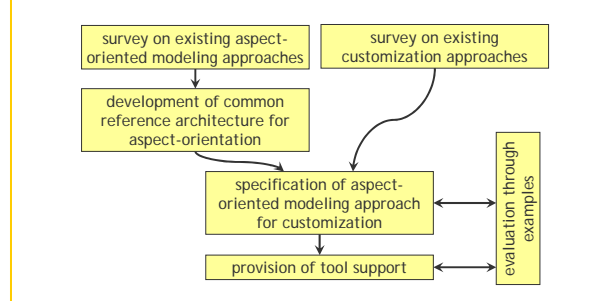 survey on existing aspect-
oriented modeling approaches
survey on existing
customization approaches
development of common
reference architecture for
aspect-orientation
specification of aspect-
oriented modeling approach
for customization
evaluation through
examples
provision of tool support